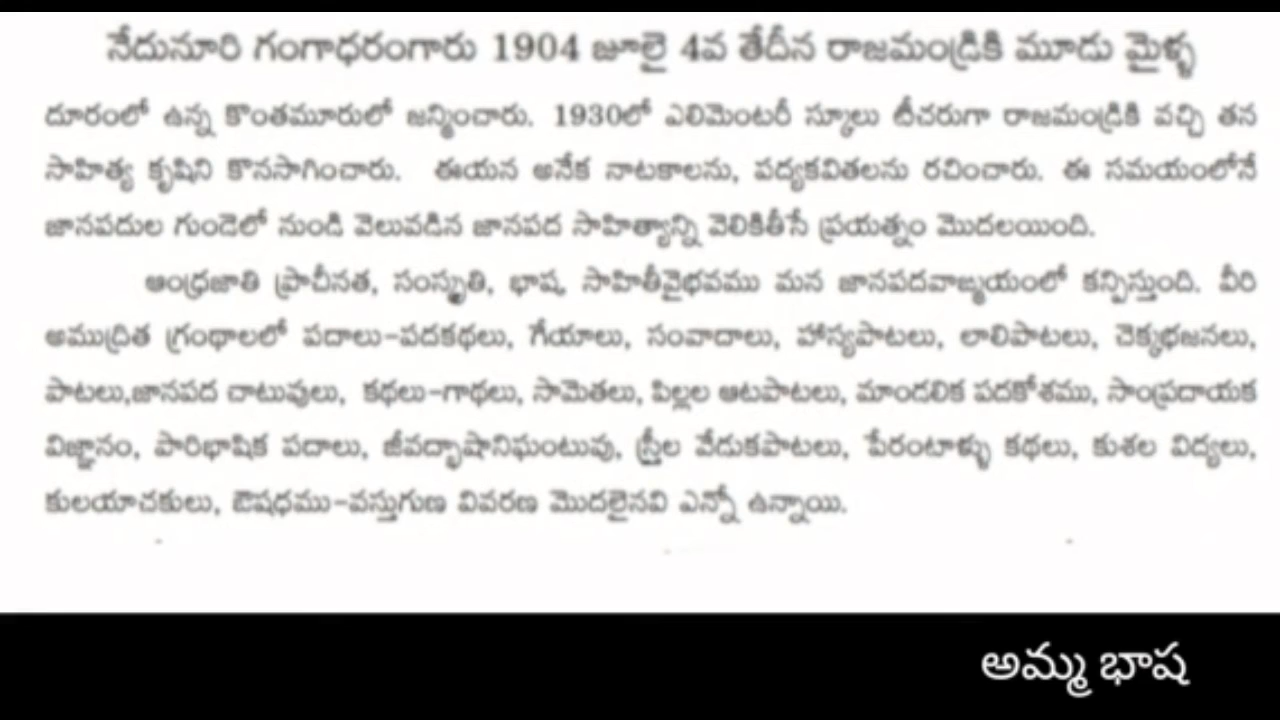 నేదునూరి గంగాధరంగారు 1904 జూలై 4వ తేదీన రాజమండ్రికి మూడు మైళ్ళ
దూరంలో ఉన్న కొంతమూరులో జన్మించారు. 1930లో ఎలిమెంటరీ స్కూలు టీచరుగా రాజమండ్రికి వచ్చి తన
సాహిత్య కృషిని కొనసాగించారు. ఈయన అనేక నాటకాలను, పద్యకవితలను రచించారు. ఈ సమయంలోనే
జానపదుల గుండెలో నుండి వెలువడిన జానపద సాహిత్యాన్ని వెలికితీసే ప్రయత్నం మొదలయింది.
ఆంధ్రజాతి ప్రాచీనత, సంస్కృతి, భాష, సాహితీవైభవము మన జానపదవాఙ్మయంలో కన్పిస్తుంది. వీరి
అముద్రిత గ్రంథాలలో పదాలు-పదకథలు, గేయాలు, సంవాదాలు, హాస్యపాటలు, లాలిపాటలు, చెక్కభజనలు,
పాటలు,జానపద చాటువులు, కథలు-గాథలు, సామెతలు, పిల్లల ఆటపాటలు, మాండలిక పదకోశము, సాంప్రదాయక
విజ్ఞానం, పారిభాషిక పదాలు, జీవద్భాషానిఘంటువు, స్త్రీల వేడుకపాటలు, పేరంటాళ్ళు కథలు, కుశల విద్యలు,
కులయాచకులు, ఔషధము-వస్తుగుణ వివరణ మొదలైనవి ఎన్నో ఉన్నాయి.
అమ్మ భాష